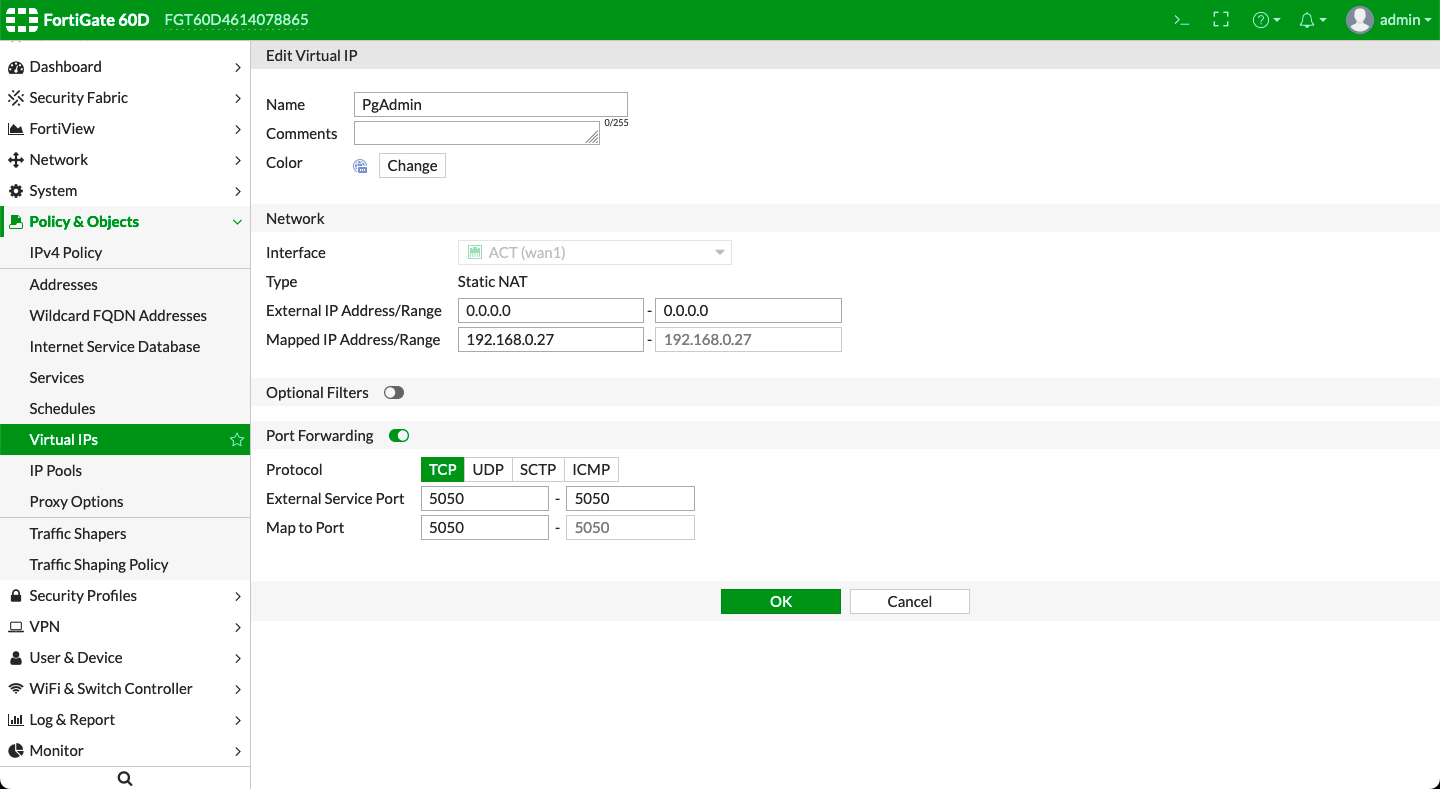 FortiGate 60D FGT60D4614078865 >_ admin
Dashboard
Security Fabric
FortiView
Network
System
Policy & Objects
IPv4 Policy
Addresses
Wildcard FQDN Addresses
Internet Service Database
Services
Schedules
Virtual IPs
IP Pools
Proxy Options
Traffic Shapers
Traffic Shaping Policy
Security Profiles
VPN
User & Device
WiFi & Switch Controller
Log & Report
Monitor
Edit Virtual IP
Name PgAdmin
Comments 0/255
Color Change
Network
Interface ACT (wan1)
Type Static NAT
External IP Address/Range 0.0.0.0 - 0.0.0.0
Mapped IP Address/Range 192.168.0.27 - 192.168.0.27
Optional Filters
Port Forwarding
Protocol TCP UDP SCTP ICMP
External Service Port 5050 - 5050
Map to Port 5050 - 5050
OK Cancel